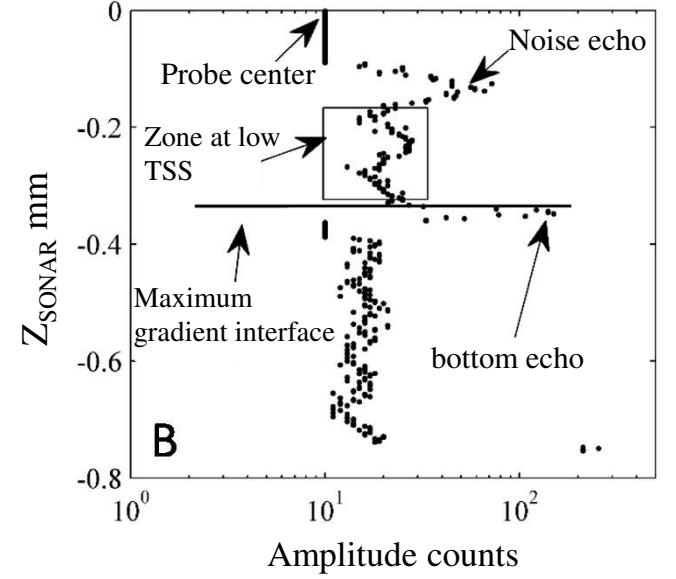 0
Noise echo
Probe center
-0.2
Zone at low
TSS
Z_SONAR mm
-0.4
Maximum
gradient interface
bottom echo
-0.6
B
-0.8
10^0 10^1 10^2
Amplitude counts